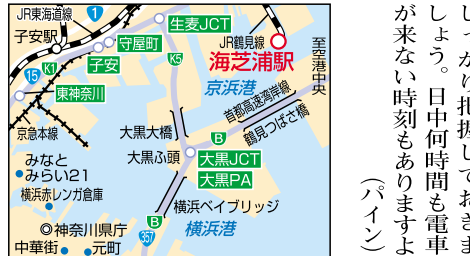 JR東海道線
1
生麦JCT
子安駅
守屋町
JR鶴見線
海芝浦駅
子安
K5
15
K1
東神奈川
京浜港
至空港中央
首都高速湾岸線
京急本線
大黒大橋
B
鶴見つばさ橋
みなと
みらい21
大黒ふ頭
大黒JCT
大黒PA
横浜赤レンガ倉庫
横浜ベイブリッジ
B
横浜港
神奈川県庁
357
中華街
元町
しっかり把握しておきま
しょう。日中何時間も電車
が来ない時刻もありますよ
(パイン)